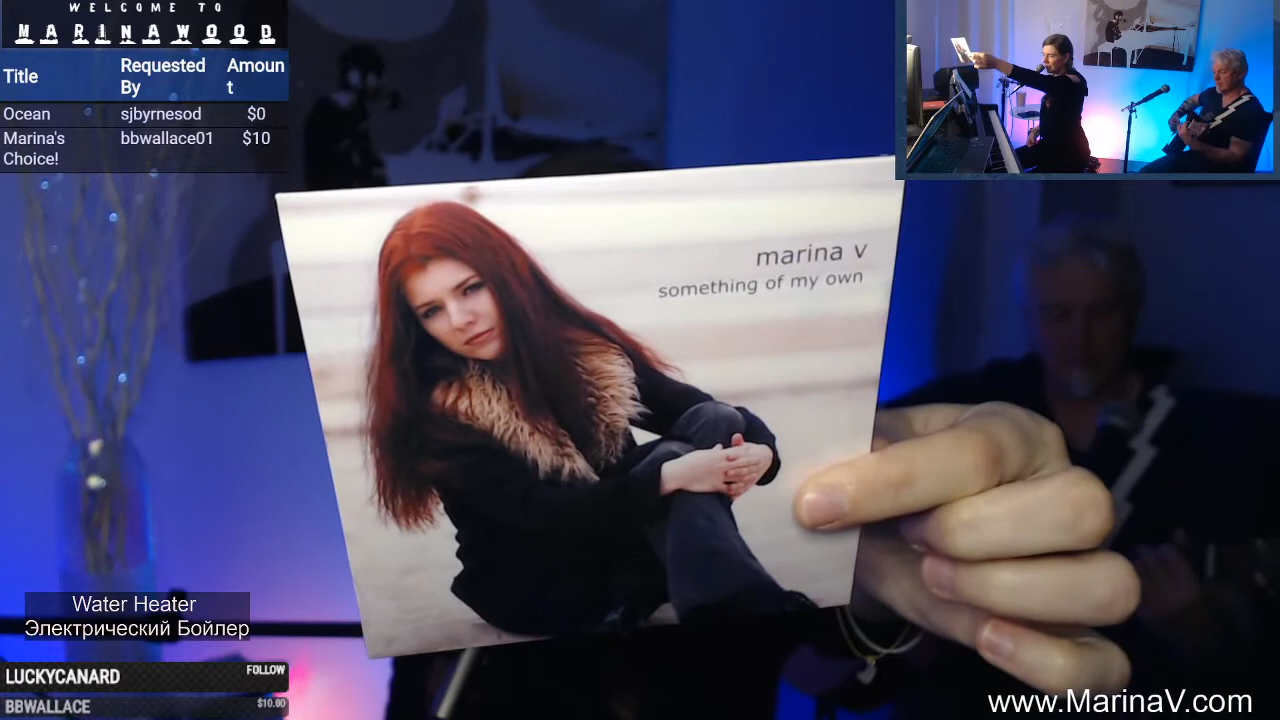 WELCOME TO
MARINAWOOD
Title Requested By Amount
Ocean sjbyrnesod $0
Marina's Choice! bbwallace01 $10
marina v
something of my own
Water Heater
Электрический Бойлер
LUCKYCANARD FOLLOW
BBWALLACE $10.00
www.MarinaV.com